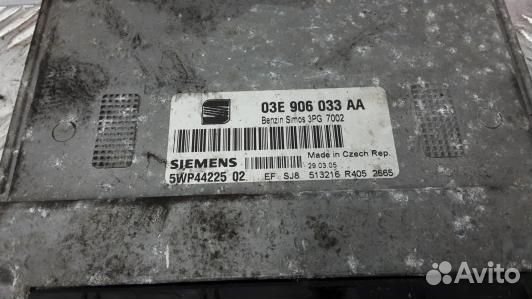 03E 906 033 AA
Benzin Simos 3PG 7002
SIEMENS
Made in Czech Rep.
29.03.05
5WP44225 02
EF SJ8 513216 R405 2665
Avito